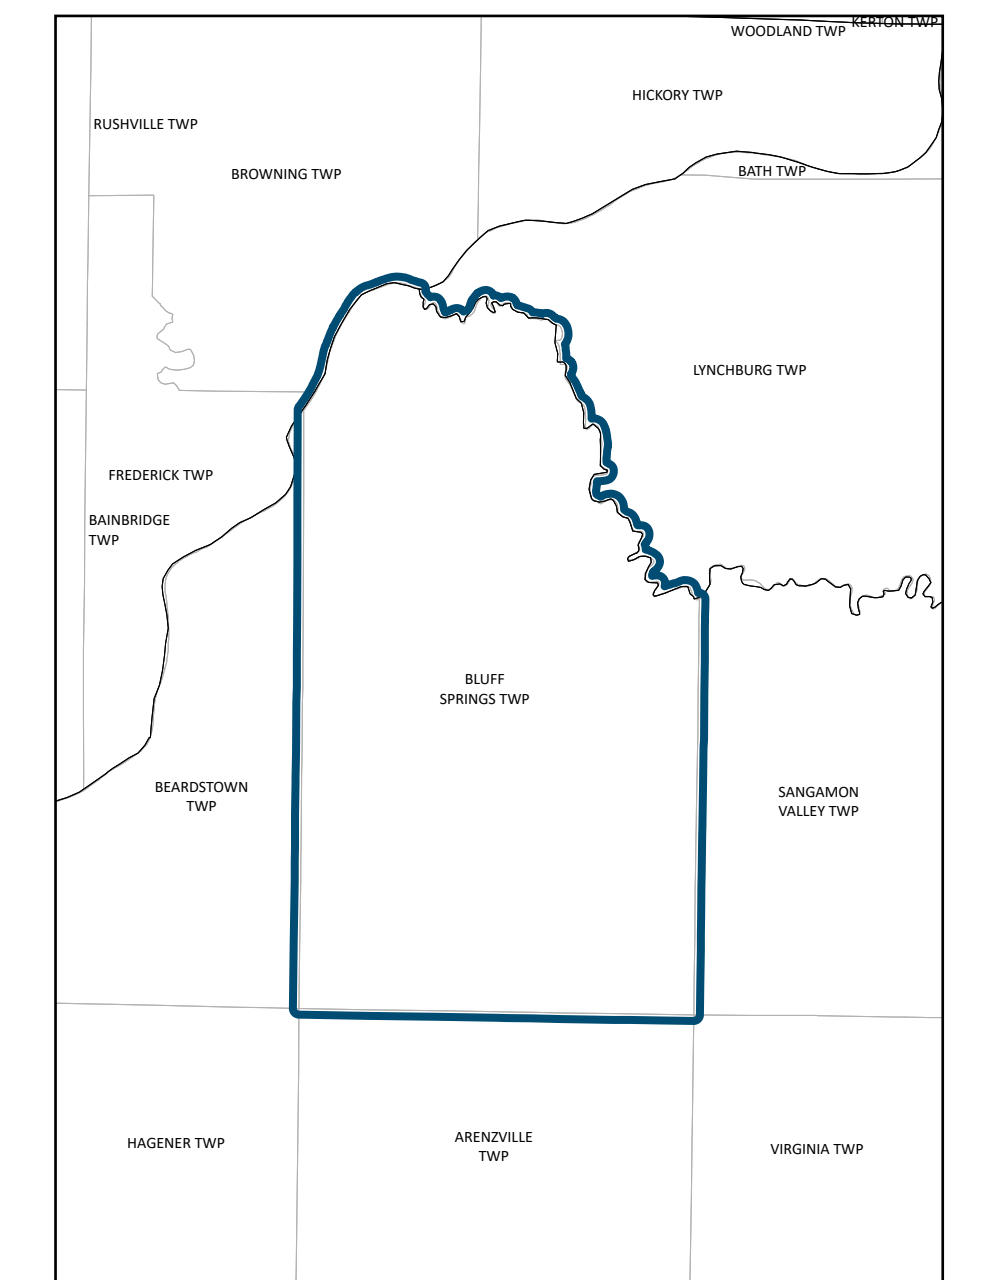 KERTON TWP
WOODLAND TWP
HICKORY TWP
RUSHVILLE TWP
BROWNING TWP
BATH TWP
LYNCHBURG TWP
FREDERICK TWP
BAINBRIDGE
TWP
BLUFF
SPRINGS TWP
BEARDSTOWN
TWP
SANGAMON
VALLEY TWP
HAGENER TWP
ARENZVILLE
TWP
VIRGINIA TWP